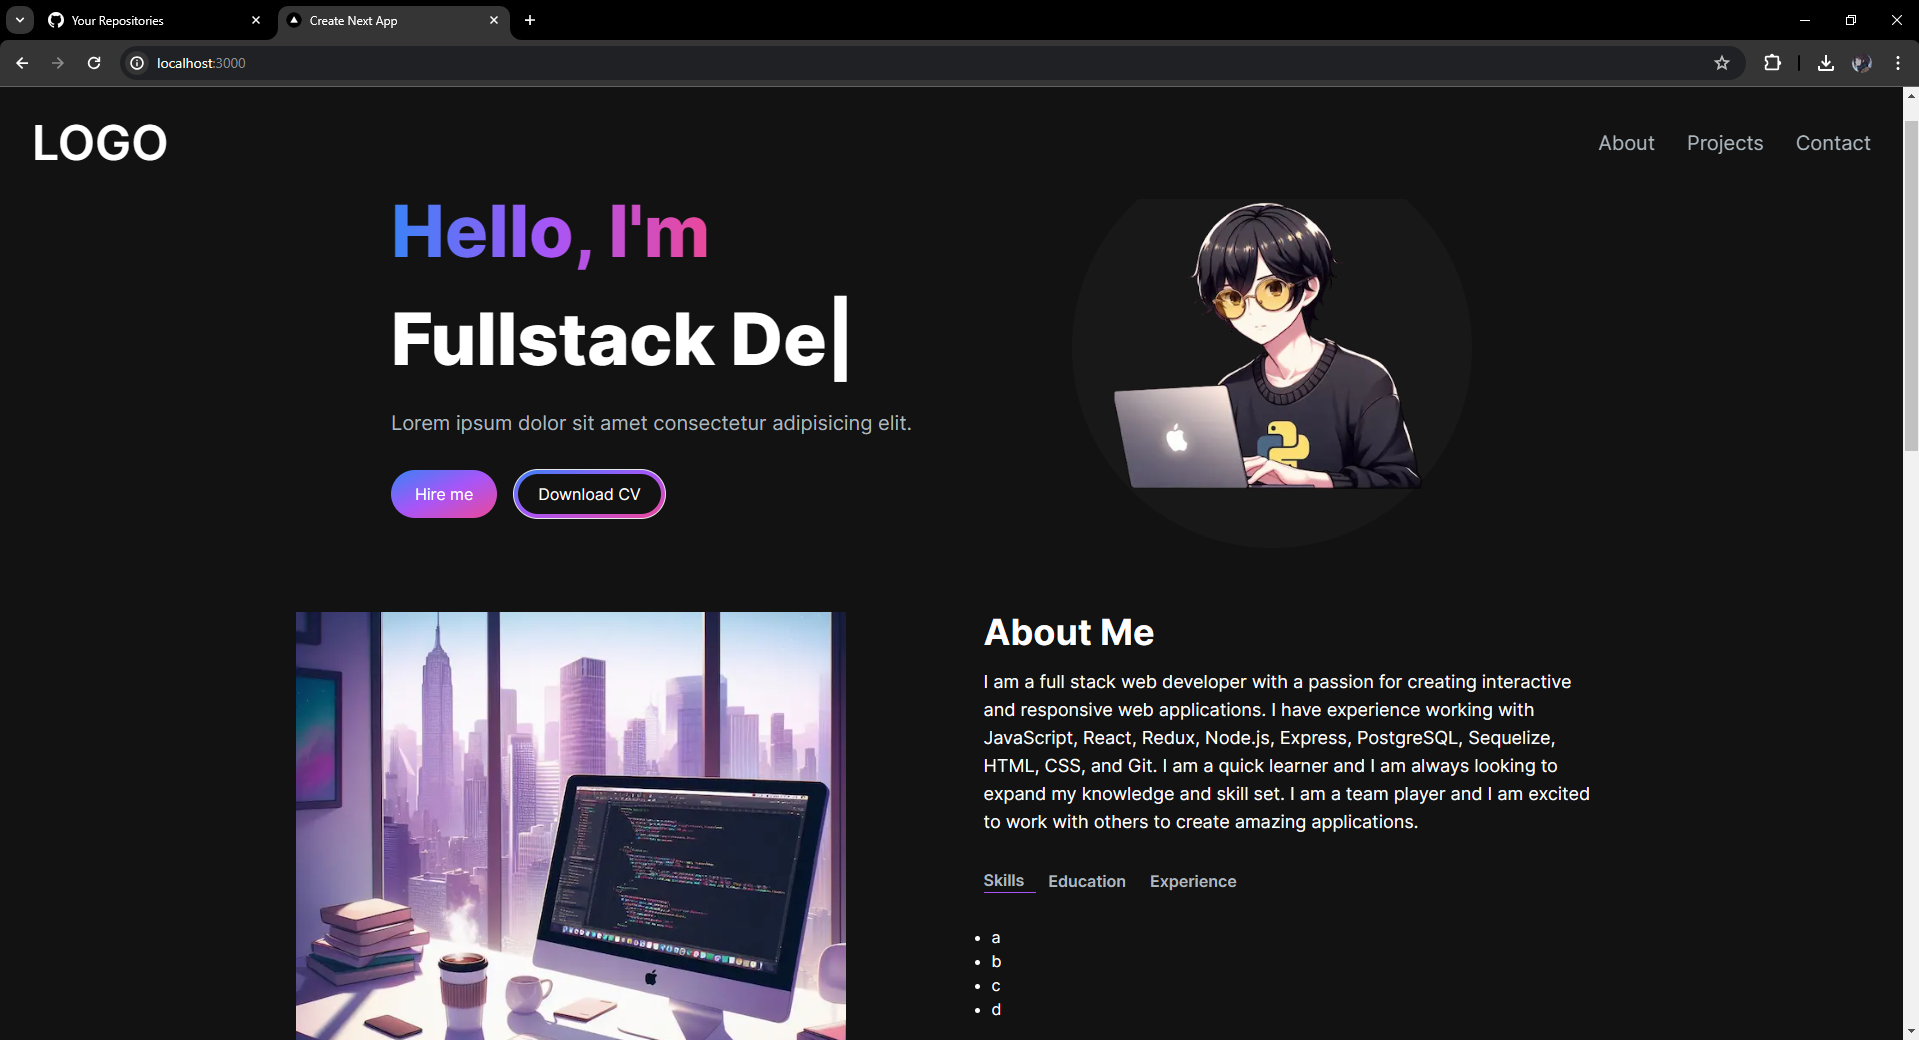 Your Repositories
Create Next App
localhost:3000
LOGO
About
Projects
Contact
Hello, I'm
Fullstack De|
Lorem ipsum dolor sit amet consectetur adipisicing elit.
Hire me
Download CV
About Me
I am a full stack web developer with a passion for creating interactive
and responsive web applications. I have experience working with
JavaScript, React, Redux, Node.js, Express, PostgreSQL, Sequelize,
HTML, CSS, and Git. I am a quick learner and I am always looking to
expand my knowledge and skill set. I am a team player and I am excited
to work with others to create amazing applications.
Skills
Education
Experience
• a
• b
• c
• d